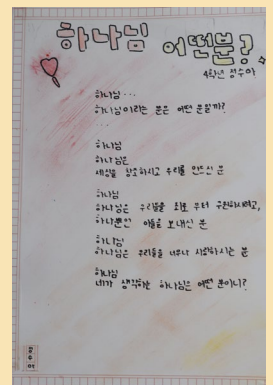 하나님 어떤분?
4학년 정수아
하나님...
하나님이라는 분은 어떤 분일까?
하나님
하나님은
세상을 창조하시고 우리를 만드신 분
하나님
하나님은 우리들을 죄로 부터 구원하시려고,
하나뿐인 아들을 보내신 분
하나님
하나님은 우리들을 너무나 사랑하시는 분
하나님
네가 생각하는 하나님은 어떤 분이니?
정수아